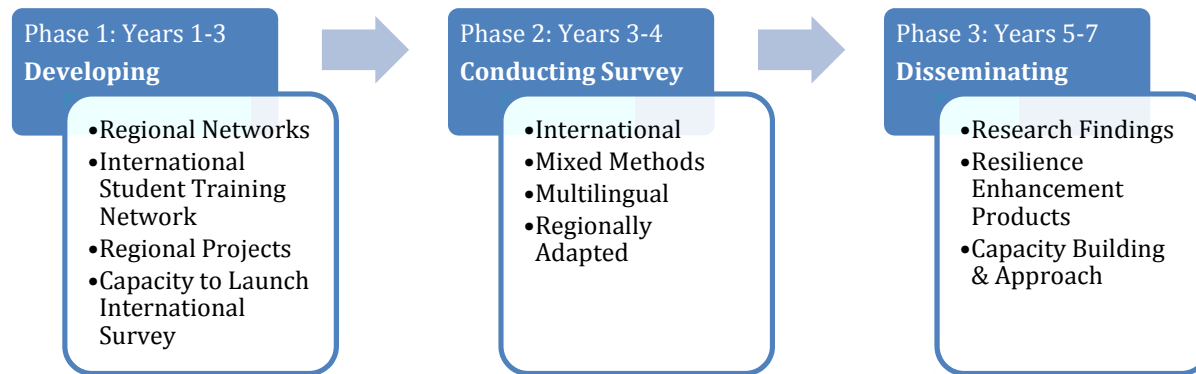 Phase 1: Years 1-3
Developing
•Regional Networks
•International
Student Training
Network
•Regional Projects
•Capacity to Launch
International
Survey
Phase 2: Years 3-4
Conducting Survey
•International
•Mixed Methods
•Multilingual
•Regionally
Adapted
Phase 3: Years 5-7
Disseminating
•Research Findings
•Resilience
Enhancement
Products
•Capacity Building
& Approach